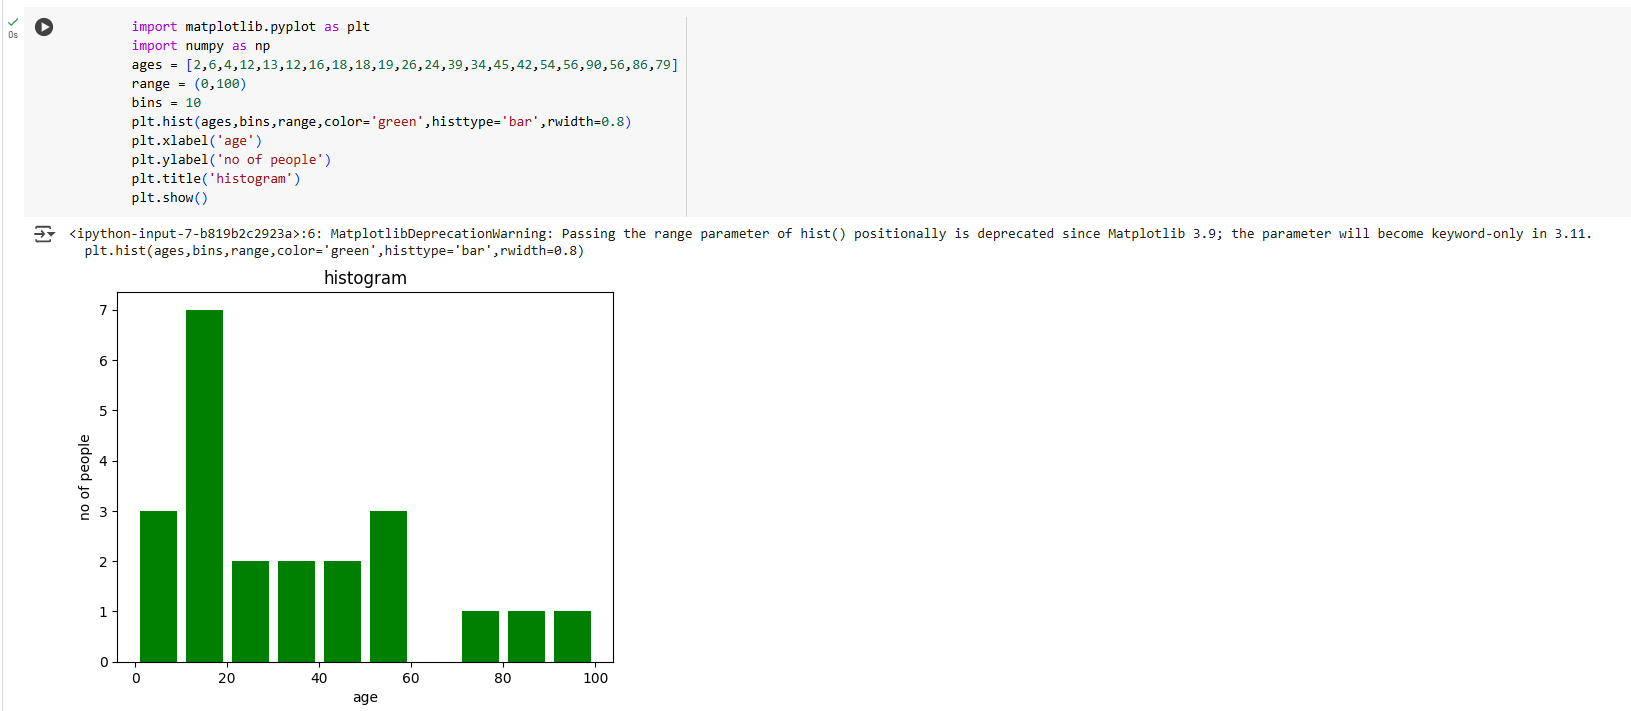 0s
import matplotlib.pyplot as plt
import numpy as np
ages = [2,6,4,12,13,12,16,18,18,19,26,24,39,34,45,42,54,56,90,56,86,79]
range = (0,100)
bins = 10
plt.hist(ages,bins,range,color='green',histtype='bar',rwidth=0.8)
plt.xlabel('age')
plt.ylabel('no of people')
plt.title('histogram')
plt.show()
<ipython-input-7-b819b2c2923a>:6: MatplotlibDeprecationWarning: Passing the range parameter of hist() positionally is deprecated since Matplotlib 3.9; the parameter will become keyword-only in 3.11.
plt.hist(ages,bins,range,color='green',histtype='bar',rwidth=0.8)
histogram
7
6
5
4
3
2
1
0
no of people
0 20 40 60 80 100
age